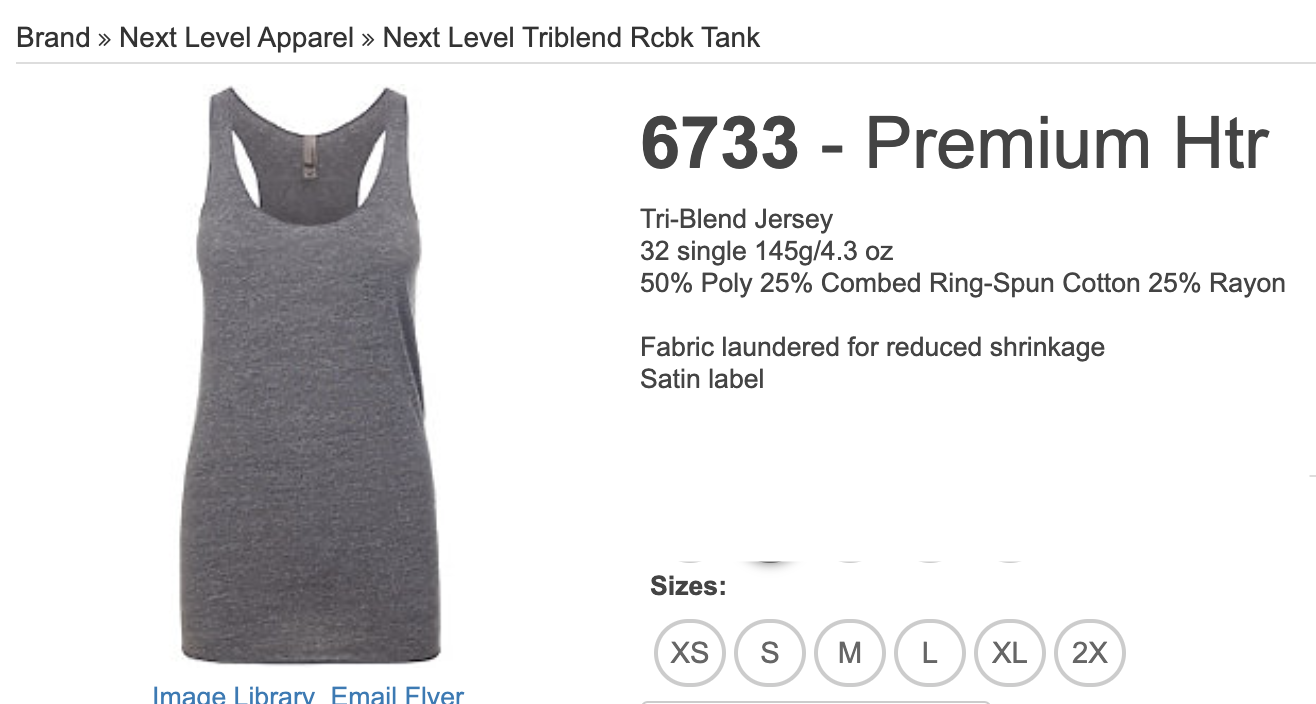 Brand » Next Level Apparel » Next Level Triblend Rcbk Tank
6733 - Premium Htr
Tri-Blend Jersey
32 single 145g/4.3 oz
50% Poly 25% Combed Ring-Spun Cotton 25% Rayon
Fabric laundered for reduced shrinkage
Satin label
Sizes:
XS S M L XL 2X
Image Library Email Flyer